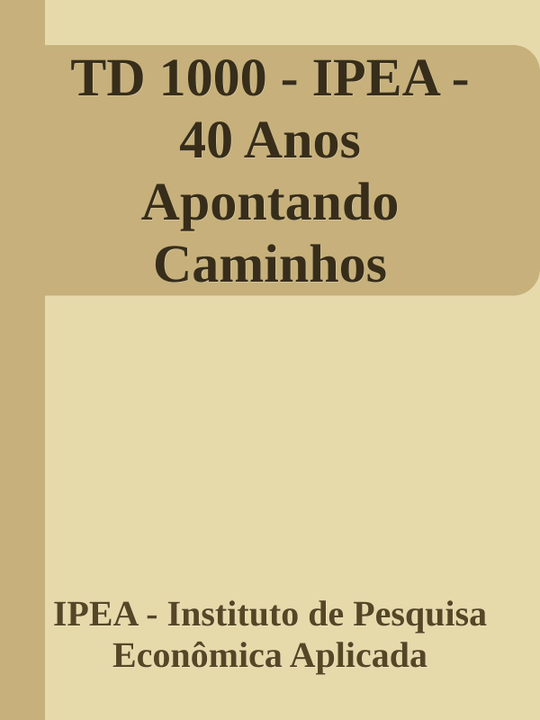 TD 1000 - IPEA -
40 Anos
Apontando
Caminhos
IPEA - Instituto de Pesquisa
Econômica Aplicada